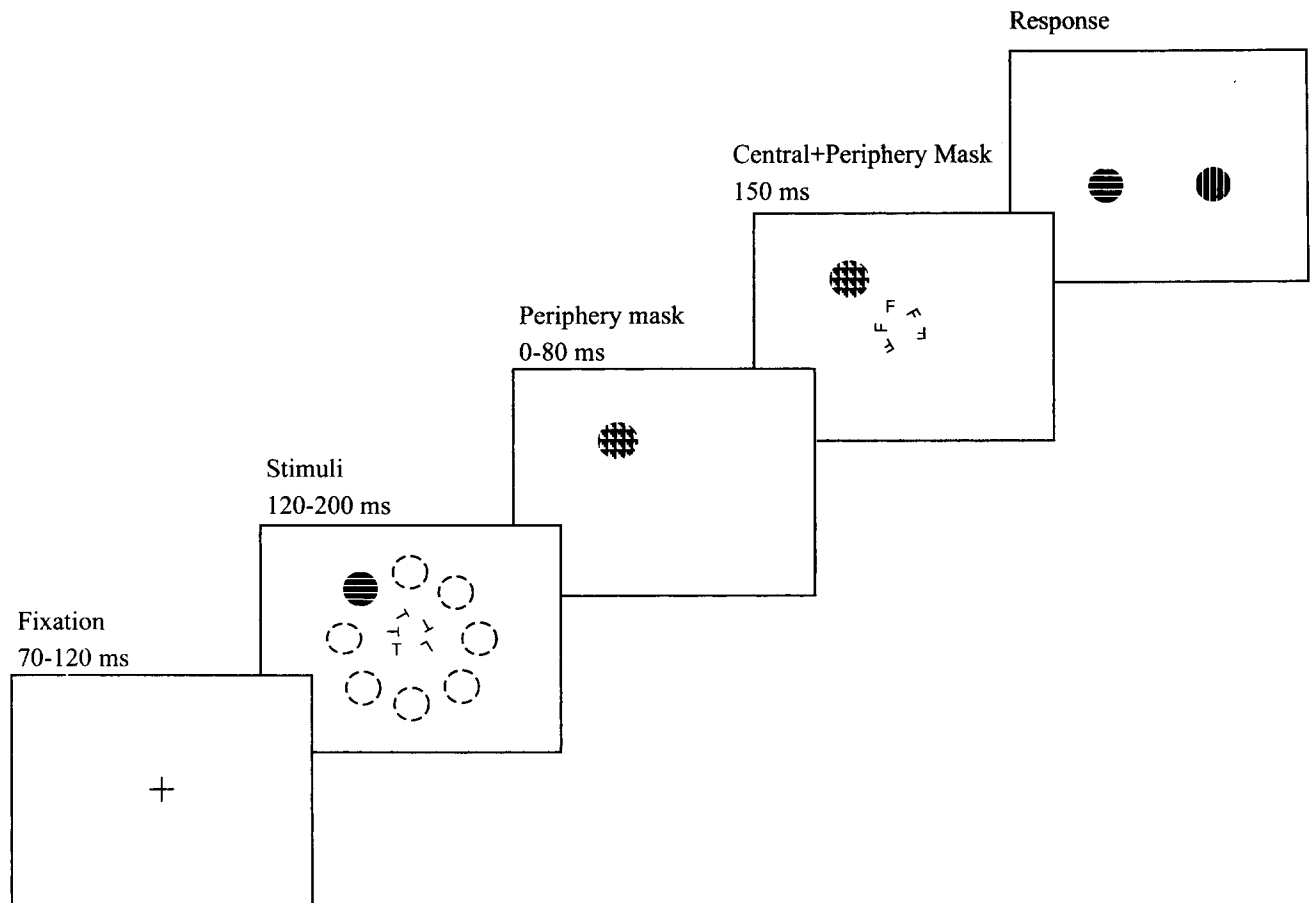 Response
Central+Periphery Mask
150 ms
F F
F F
F
Periphery mask
0-80 ms
Stimuli
120-200 ms
T T
T
T L
Fixation
70-120 ms